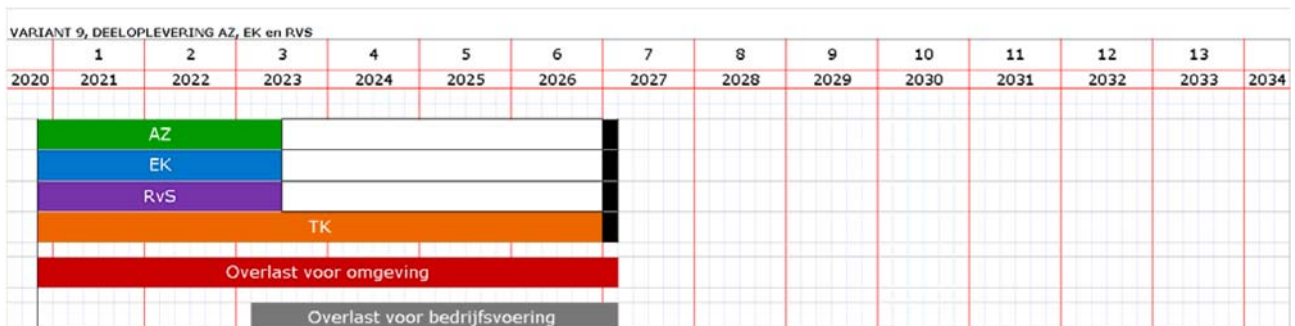 VARIANT 9, DEELOPLEVERING AZ, EK en RVS
1 2 3 4 5 6 7 8 9 10 11 12 13
2020 2021 2022 2023 2024 2025 2026 2027 2028 2029 2030 2031 2032 2033 2034
AZ
EK
RvS
TK
Overlast voor omgeving
Overlast voor bedrijfsvoering